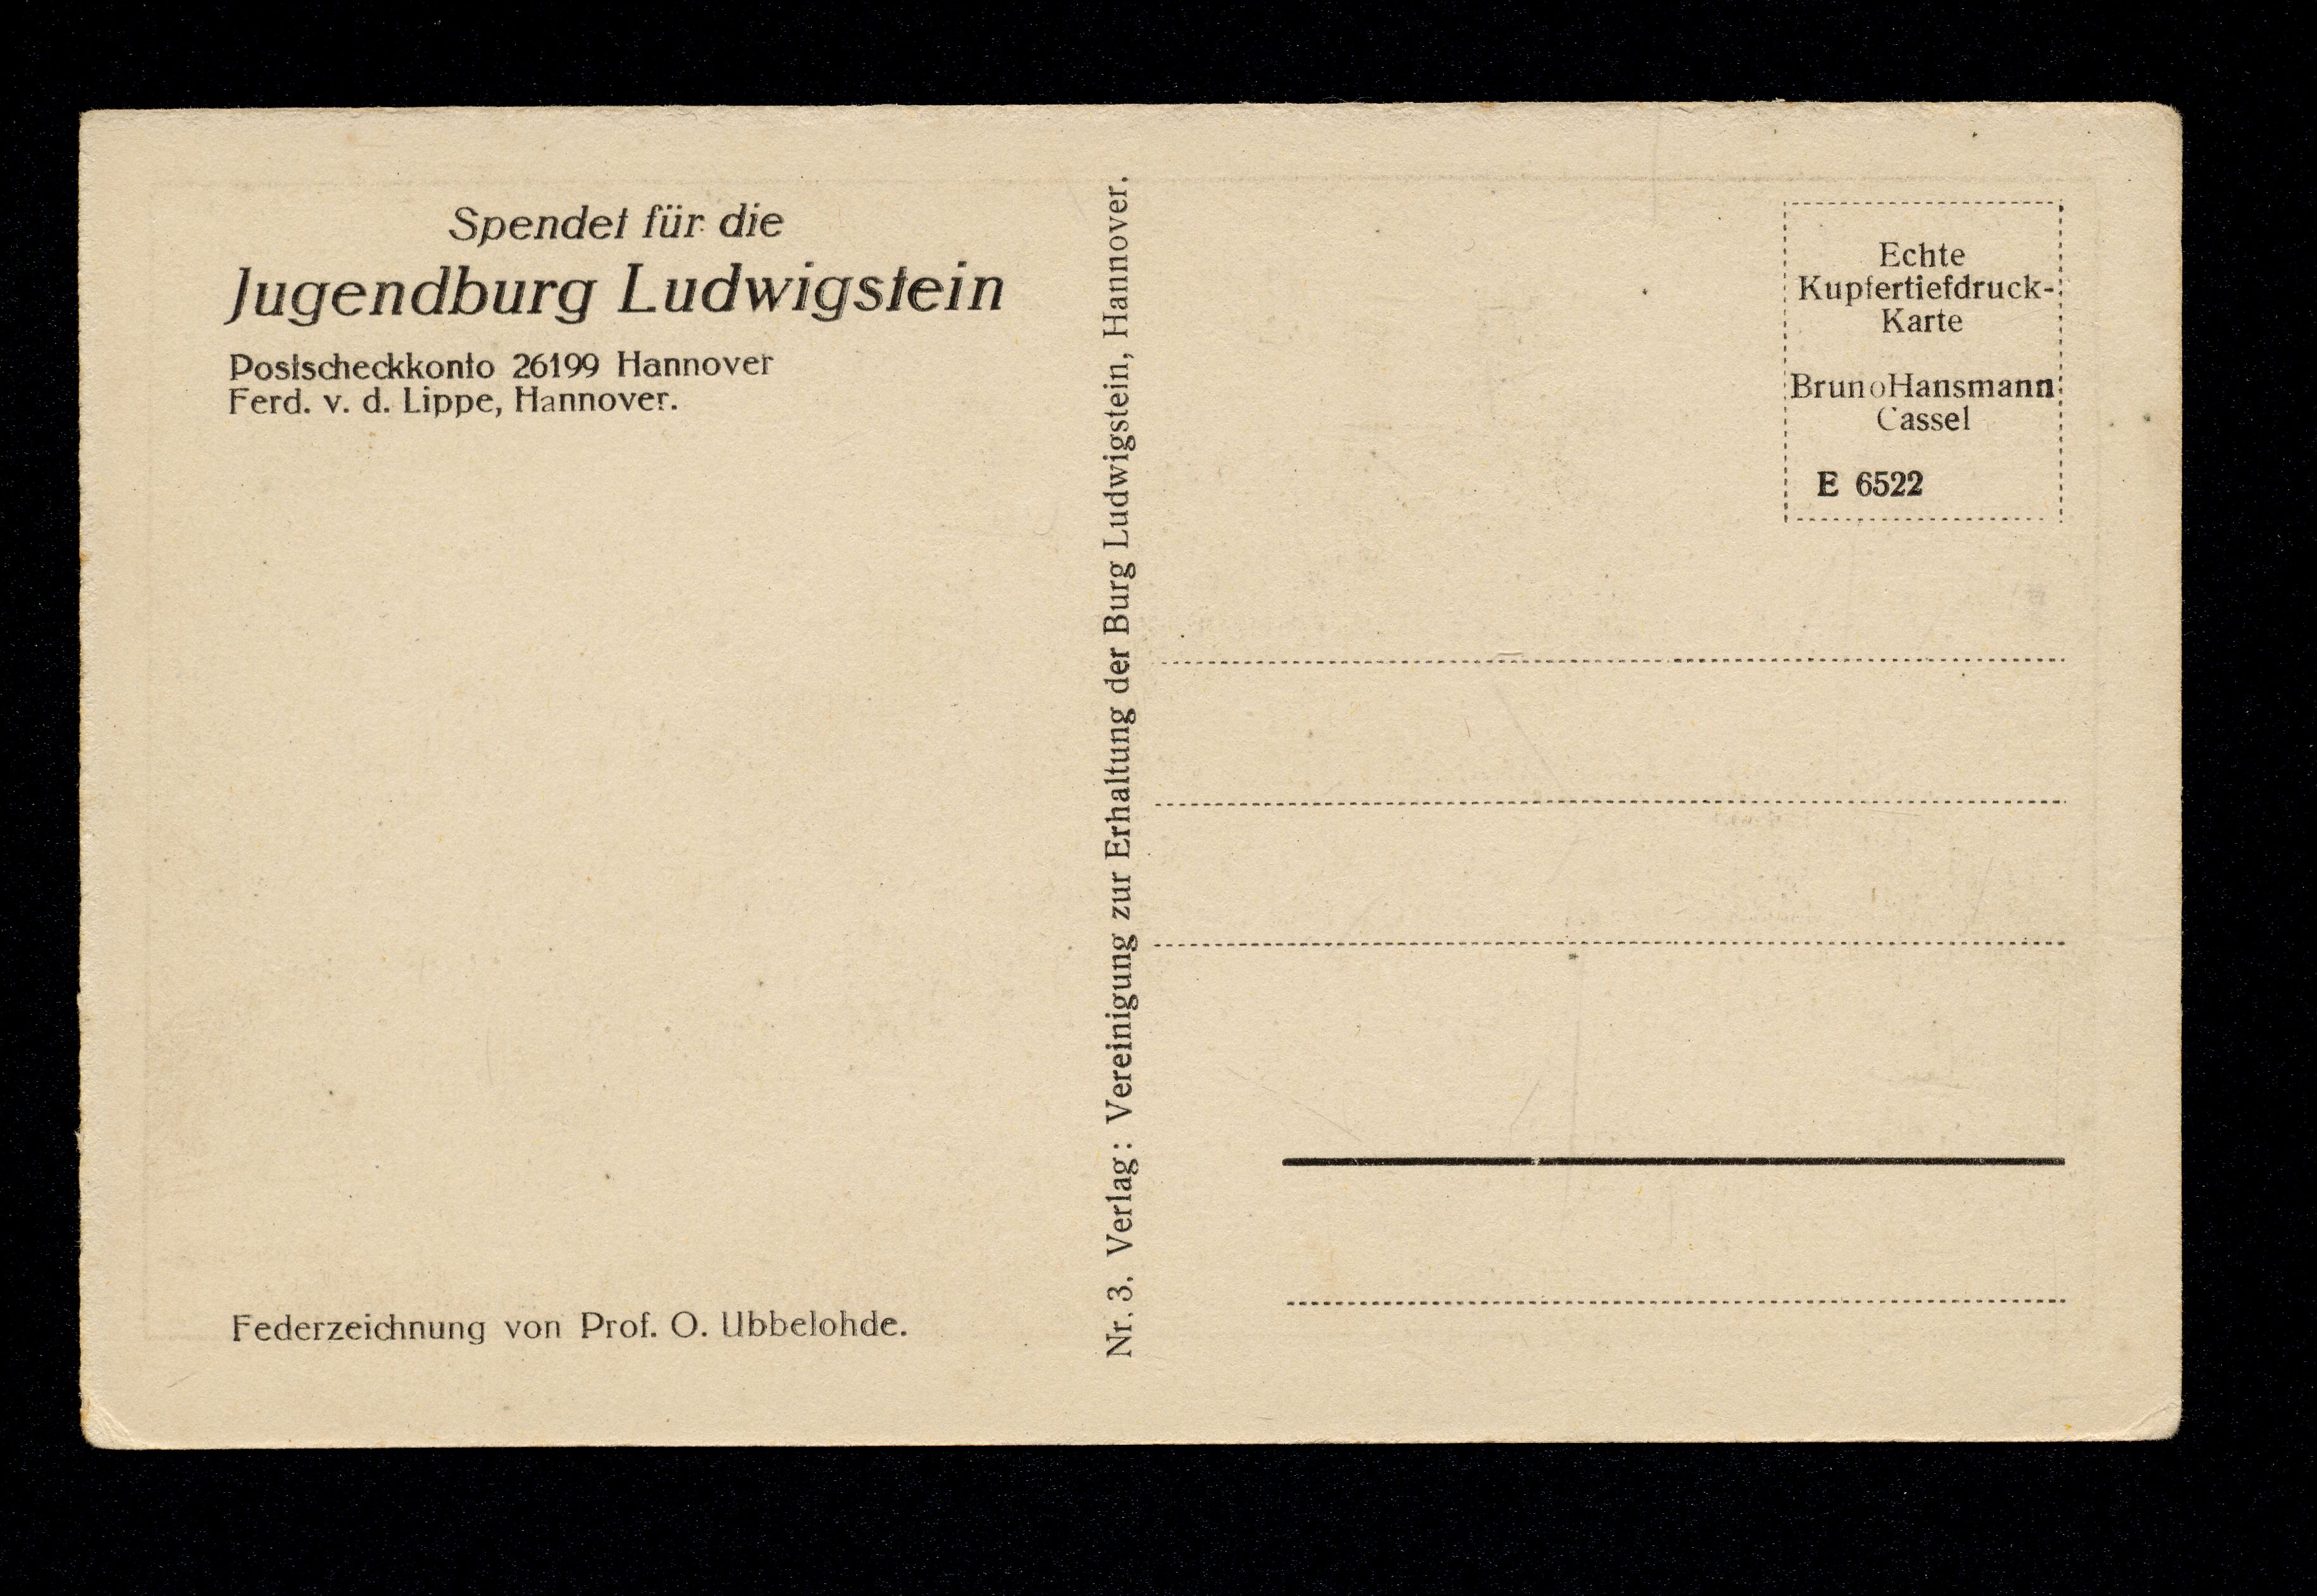 Spendet für die
Jugendburg Ludwigstein
Postscheckkonto 26199 Hannover
Ferd. v. d. Lippe, Hannover.
Federzeichnung von Prof. O. Ubbelohde.
Nr. 3. Verlag: Vereinigung zur Erhaltung der Burg Ludwigstein, Hannover.
Echte
Kupfertiefdruck-
Karte
Bruno Hansmann
Cassel
E 6522